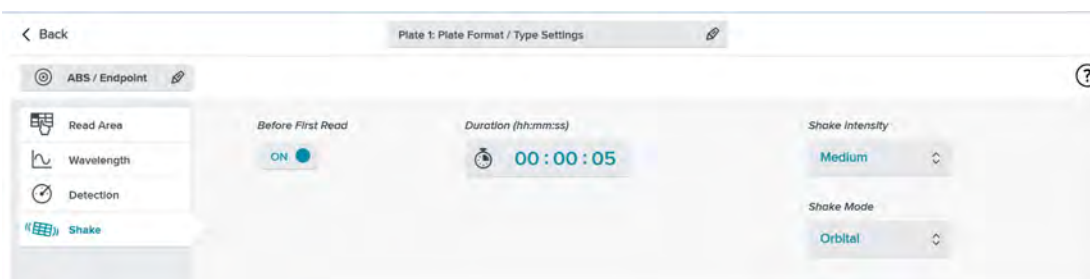 Back
Plate 1: Plate Format / Type Settings
ABS / Endpoint
?
Read Area
Wavelength
Detection
Shake
Before First Read
ON
Duration (hh:mm:ss)
00:00:05
Shake Intensity
Medium
Shake Mode
Orbital